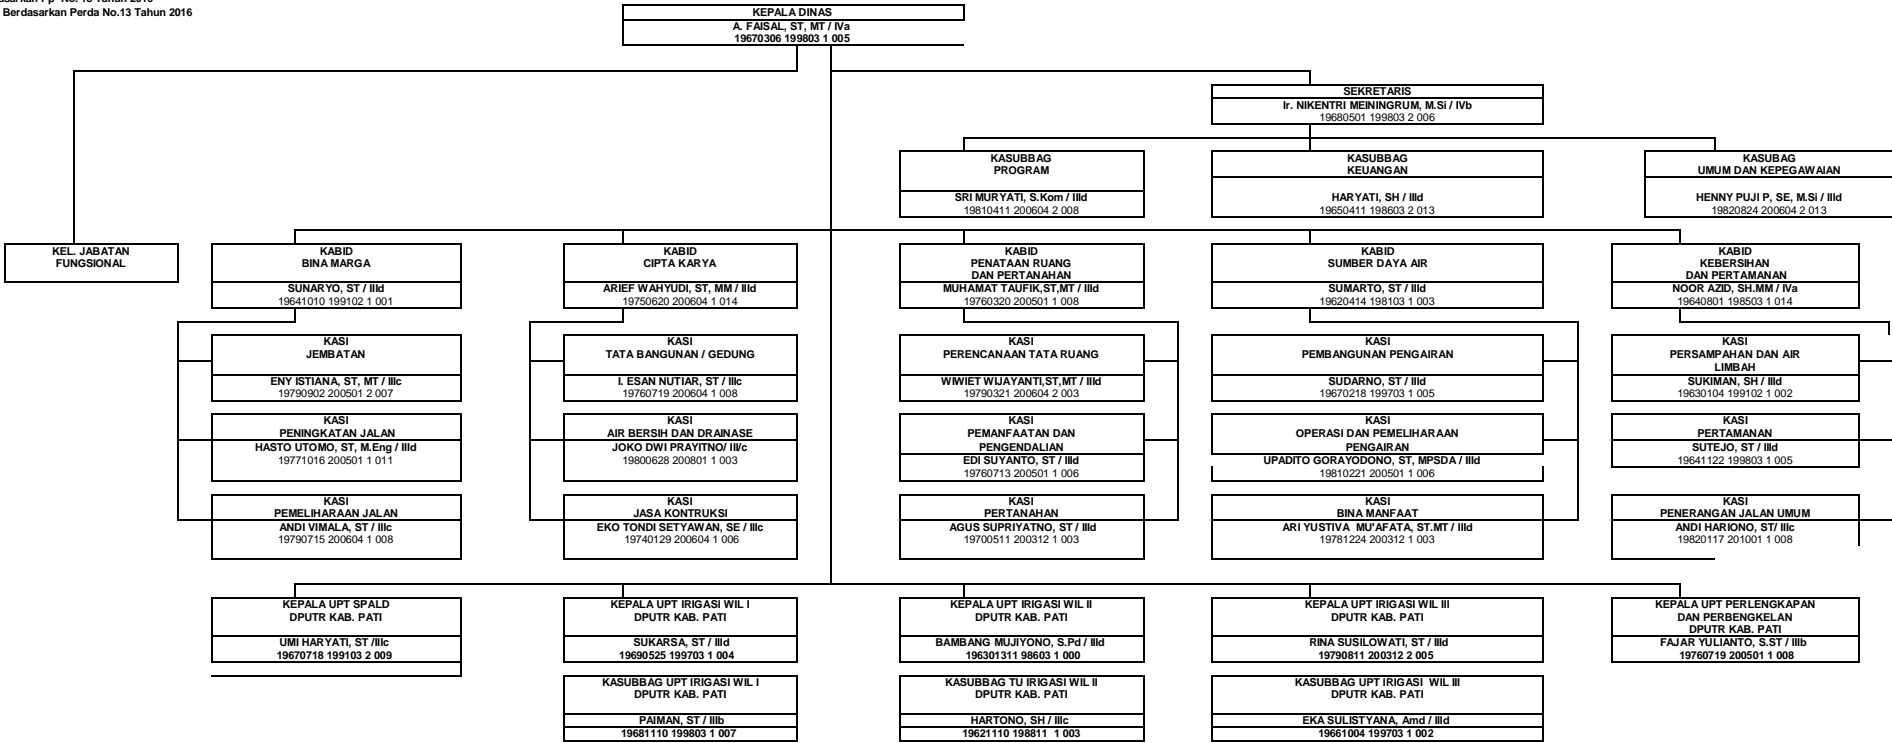 Berdasarkan Perda No.13 Tahun 2016
KEPALA DINAS
A. FAISAL, ST, MT / IVa
19670306 199803 1 005
SEKRETARIS
Ir. NIKENTRI MEININGRUM, M.Si / IVb
19680501 199803 2 006
KASUBBAG
PROGRAM
SRI MURYATI, S.Kom / IIId
19810411 200604 2 008
KASUBBAG
KEUANGAN
HARYATI, SH / IIId
19650411 198603 2 013
KASUBAG
UMUM DAN KEPEGAWAIAN
HENNY PUJI P, SE, M.Si / IIId
19820824 200604 2 013
KEL. JABATAN
FUNGSIONAL
KABID
BINA MARGA
SUNARYO, ST / IIId
19641010 199102 1 001
KABID
CIPTA KARYA
ARIEF WAHYUDI, ST, MM / IIId
19750620 200604 1 014
KABID
PENATAAN RUANG
DAN PERTANAHAN
MUHAMAT TAUFIK,ST,MT / IIId
19760320 200501 1 008
KABID
SUMBER DAYA AIR
SUMARTO, ST / IIId
19620414 198103 1 003
KABID
KEBERSIHAN
DAN PERTAMANAN
NOOR AZID, SH.MM / IVa
19640801 198503 1 014
KASI
JEMBATAN
ENY ISTIANA, ST, MT / IIIc
19790902 200501 2 007
KASI
TATA BANGUNAN / GEDUNG
I. ESAN NUTIAR, ST / IIIc
19760719 200604 1 008
KASI
PERENCANAAN TATA RUANG
WIWIET WIJAYANTI,ST,MT / IIId
19790321 200604 2 003
KASI
PEMBANGUNAN PENGAIRAN
SUDARNO, ST / IIId
19670218 199703 1 005
KASI
PERSAMPAHAN DAN AIR
LIMBAH
SUKIMAN, SH / IIId
19630104 199102 1 002
KASI
PENINGKATAN JALAN
HASTO UTOMO, ST, M.Eng / IIId
19771016 200501 1 011
KASI
AIR BERSIH DAN DRAINASE
JOKO DWI PRAYITNO/ III/c
19800628 200801 1 003
KASI
PEMANFAATAN DAN
PENGENDALIAN
EDI SUYANTO, ST / IIId
19760713 200501 1 006
KASI
OPERASI DAN PEMELIHARAAN
PENGAIRAN
UPADITO GORAYODONO, ST, MPSDA / IIId
19810221 200501 1 006
KASI
PERTAMANAN
SUTEJO, ST / IIId
19641122 199803 1 005
KASI
PEMELIHARAAN JALAN
ANDI VIMALA, ST / IIIc
19790715 200604 1 008
KASI
JASA KONTRUKSI
EKO TONDI SETYAWAN, SE / IIIc
19740129 200604 1 006
KASI
PERTANAHAN
AGUS SUPRIYATNO, ST / IIId
19700511 200312 1 003
KASI
BINA MANFAAT
ARI YUSTIVA MU'AFATA, ST.MT / IIId
19781224 200312 1 003
KASI
PENERANGAN JALAN UMUM
ANDI HARIONO, ST/ IIIc
19820117 201001 1 008
KEPALA UPT SPALD
DPUTR KAB. PATI
UMI HARYATI, ST /IIIc
19670718 199103 2 009
KEPALA UPT IRIGASI WIL I
DPUTR KAB. PATI
SUKARSA, ST / IIId
19690525 199703 1 004
KEPALA UPT IRIGASI WIL II
DPUTR KAB. PATI
BAMBANG MUJIYONO, S.Pd / IIId
196301311 98603 1 000
KEPALA UPT IRIGASI WIL III
DPUTR KAB. PATI
RINA SUSILOWATI, ST / IIId
19790811 200312 2 005
KEPALA UPT PERLENGKAPAN
DAN PERBENGKELAN
DPUTR KAB. PATI
FAJAR YULIANTO, S.ST / IIIb
19760719 200501 1 008
KASUBBAG UPT IRIGASI WIL I
DPUTR KAB. PATI
PAIMAN, ST / IIIb
19681110 199803 1 007
KASUBBAG TU IRIGASI WIL II
DPUTR KAB. PATI
HARTONO, SH / IIIc
19621110 198811 1 003
KASUBBAG UPT IRIGASI WIL III
DPUTR KAB. PATI
EKA SULISTYANA, Amd / IIId
19661004 199703 1 002